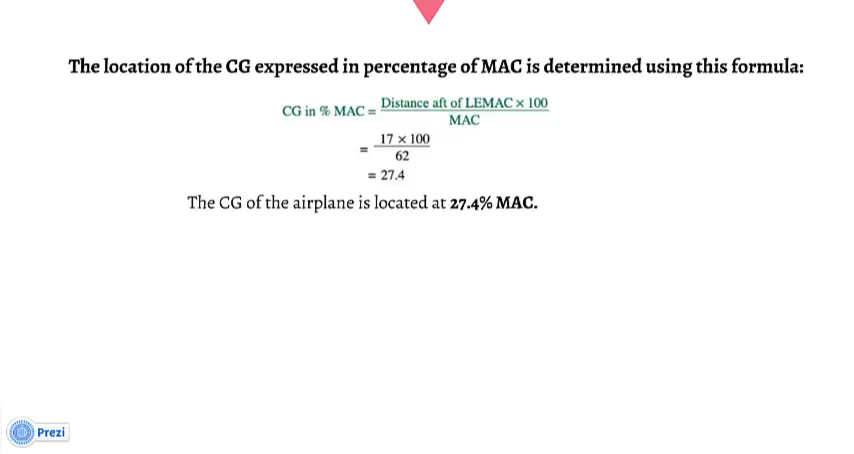 The location of the CG expressed in percentage of MAC is determined using this formula:
CG in % MAC = Distance aft of LEMAC × 100
MAC
= 17 × 100
62
= 27.4
The CG of the airplane is located at 27.4% MAC.
Prezi